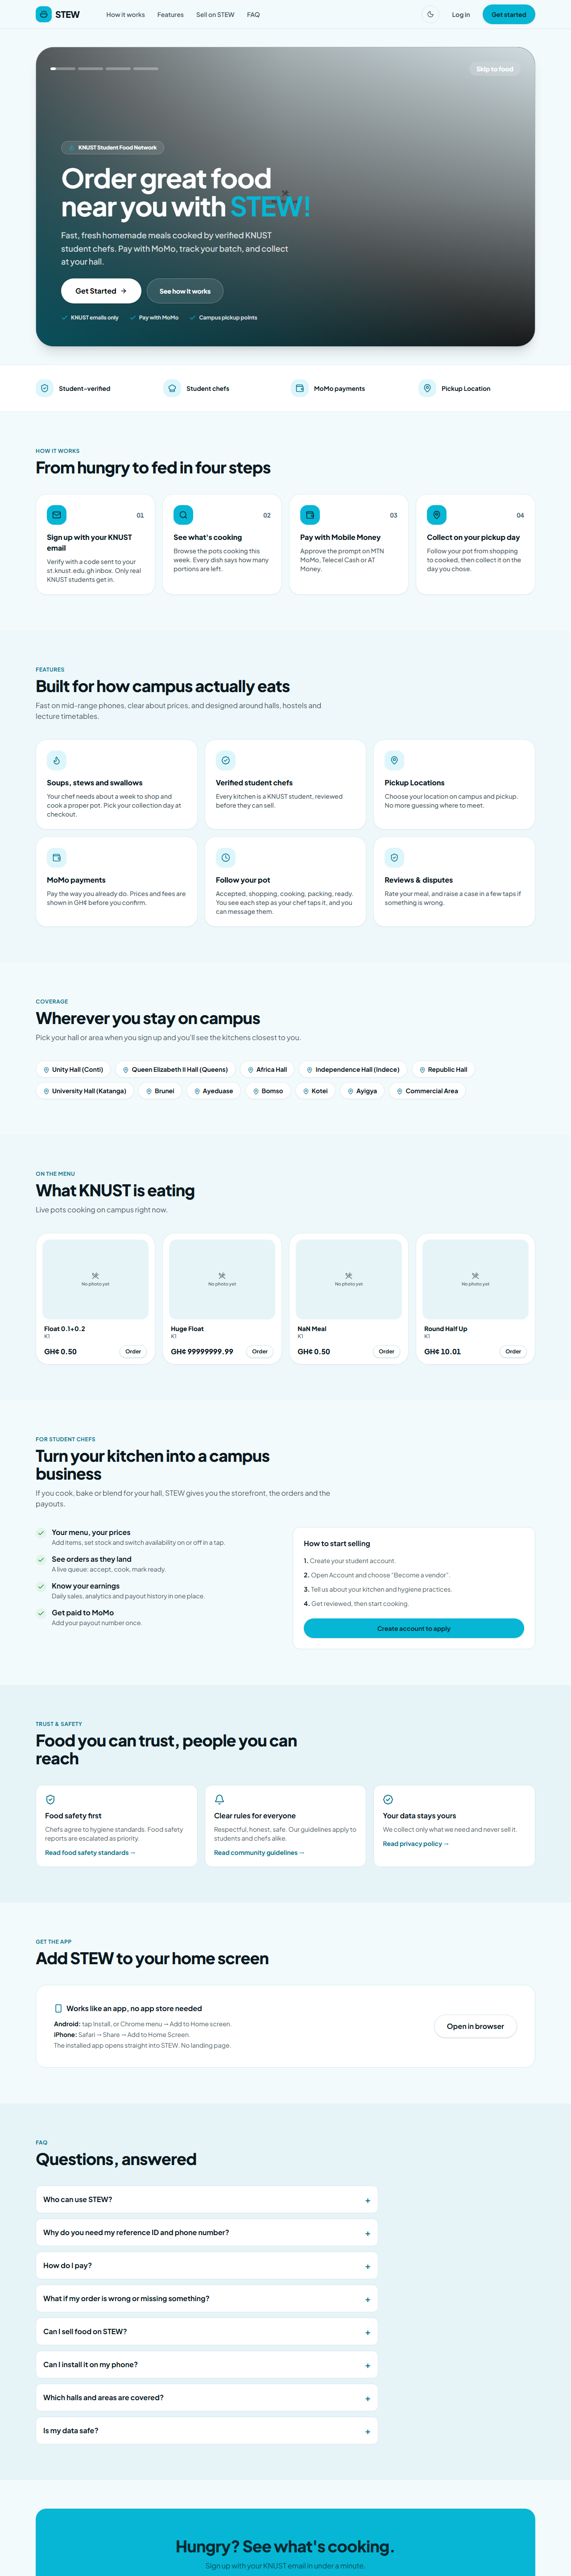 STEW
How it works
Features
Sell on STEW
FAQ
Log in
Get started
Skip to food
KNUST Student Food Network
Order great food
near you with STEW!
Fast, fresh homemade meals cooked by verified KNUST
student chefs. Pay with MoMo, track your batch, and collect
at your hall.
Get Started →
See how it works
KNUST emails only
Pay with MoMo
Campus pickup points
Student-verified
Student chefs
MoMo payments
Pickup Location
HOW IT WORKS
From hungry to fed in four steps
01
Sign up with your KNUST
email
Verify with a code sent to your
st.knust.edu.gh inbox. Only real
KNUST students get in.
02
See what's cooking
Browse the pots cooking this
week. Every dish says how many
portions are left.
03
Pay with Mobile Money
Approve the prompt on MTN
MoMo, Telecel Cash or AT
Money.
04
Collect on your pickup day
Follow your pot from shopping
to cooked, then collect it on the
day you chose.
FEATURES
Built for how campus actually eats
Fast on mid-range phones, clear about prices, and designed around halls, hostels and
lecture timetables.
Soups, stews and swallows
Your chef needs about a week to shop and
cook a proper pot. Pick your collection day at
checkout.
Verified student chefs
Every kitchen is a KNUST student, reviewed
before they can sell.
Pickup Locations
Choose your location on campus and pickup.
No more guessing where to meet.
MoMo payments
Pay the way you already do. Prices and fees are
shown in GH¢ before you confirm.
Follow your pot
Accepted, shopping, cooking, packing, ready.
You see each step as your chef taps it, and you
can message them.
Reviews & disputes
Rate your meal, and raise a case in a few taps if
something is wrong.
COVERAGE
Wherever you stay on campus
Pick your hall or area when you sign up and you'll see the kitchens closest to you.
Unity Hall (Conti)
Queen Elizabeth II Hall (Queens)
Africa Hall
Independence Hall (Indece)
Republic Hall
University Hall (Katanga)
Brunei
Ayeduase
Bomso
Kotei
Ayigya
Commercial Area
ON THE MENU
What KNUST is eating
Live pots cooking on campus right now.
No photo yet
Float 0.1+0.2
K1
GH¢ 0.50
Order
No photo yet
Huge Float
K1
GH¢ 99999999.99
Order
No photo yet
NaN Meal
K1
GH¢ 0.50
Order
No photo yet
Round Half Up
K1
GH¢ 10.01
Order
FOR STUDENT CHEFS
Turn your kitchen into a campus
business
If you cook, bake or blend for your hall, STEW gives you the storefront, the orders and the
payouts.
Your menu, your prices
Add items, set stock and switch availability on or off in a tap.
See orders as they land
A live queue: accept, cook, mark ready.
Know your earnings
Daily sales, analytics and payout history in one place.
Get paid to MoMo
Add your payout number once.
How to start selling
1. Create your student account.
2. Open Account and choose "Become a vendor".
3. Tell us about your kitchen and hygiene practices.
4. Get reviewed, then start cooking.
Create account to apply
TRUST & SAFETY
Food you can trust, people you can
reach
Food safety first
Chefs agree to hygiene standards. Food safety
reports are escalated as priority.
Read food safety standards →
Clear rules for everyone
Respectful, honest, safe. Our guidelines apply to
students and chefs alike.
Read community guidelines →
Your data stays yours
We collect only what we need and never sell it.
Read privacy policy →
GET THE APP
Add STEW to your home screen
Works like an app, no app store needed
Android: tap Install, or Chrome menu → Add to Home screen.
iPhone: Safari → Share → Add to Home Screen.
The installed app opens straight into STEW. No landing page.
Open in browser
FAQ
Questions, answered
Who can use STEW? +
Why do you need my reference ID and phone number? +
How do I pay? +
What if my order is wrong or missing something? +
Can I sell food on STEW? +
Can I install it on my phone? +
Which halls and areas are covered? +
Is my data safe? +
Hungry? See what's cooking.
Sign up with your KNUST email in under a minute.